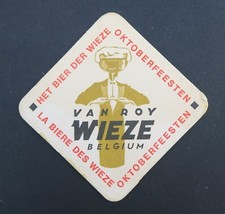 HET BIER DER WIEZE OKTOBERFEESTEN
VAN ROY
WIEZE
BELGIUM
LA BIERE DES WIEZE OKTOBERFEESTEN